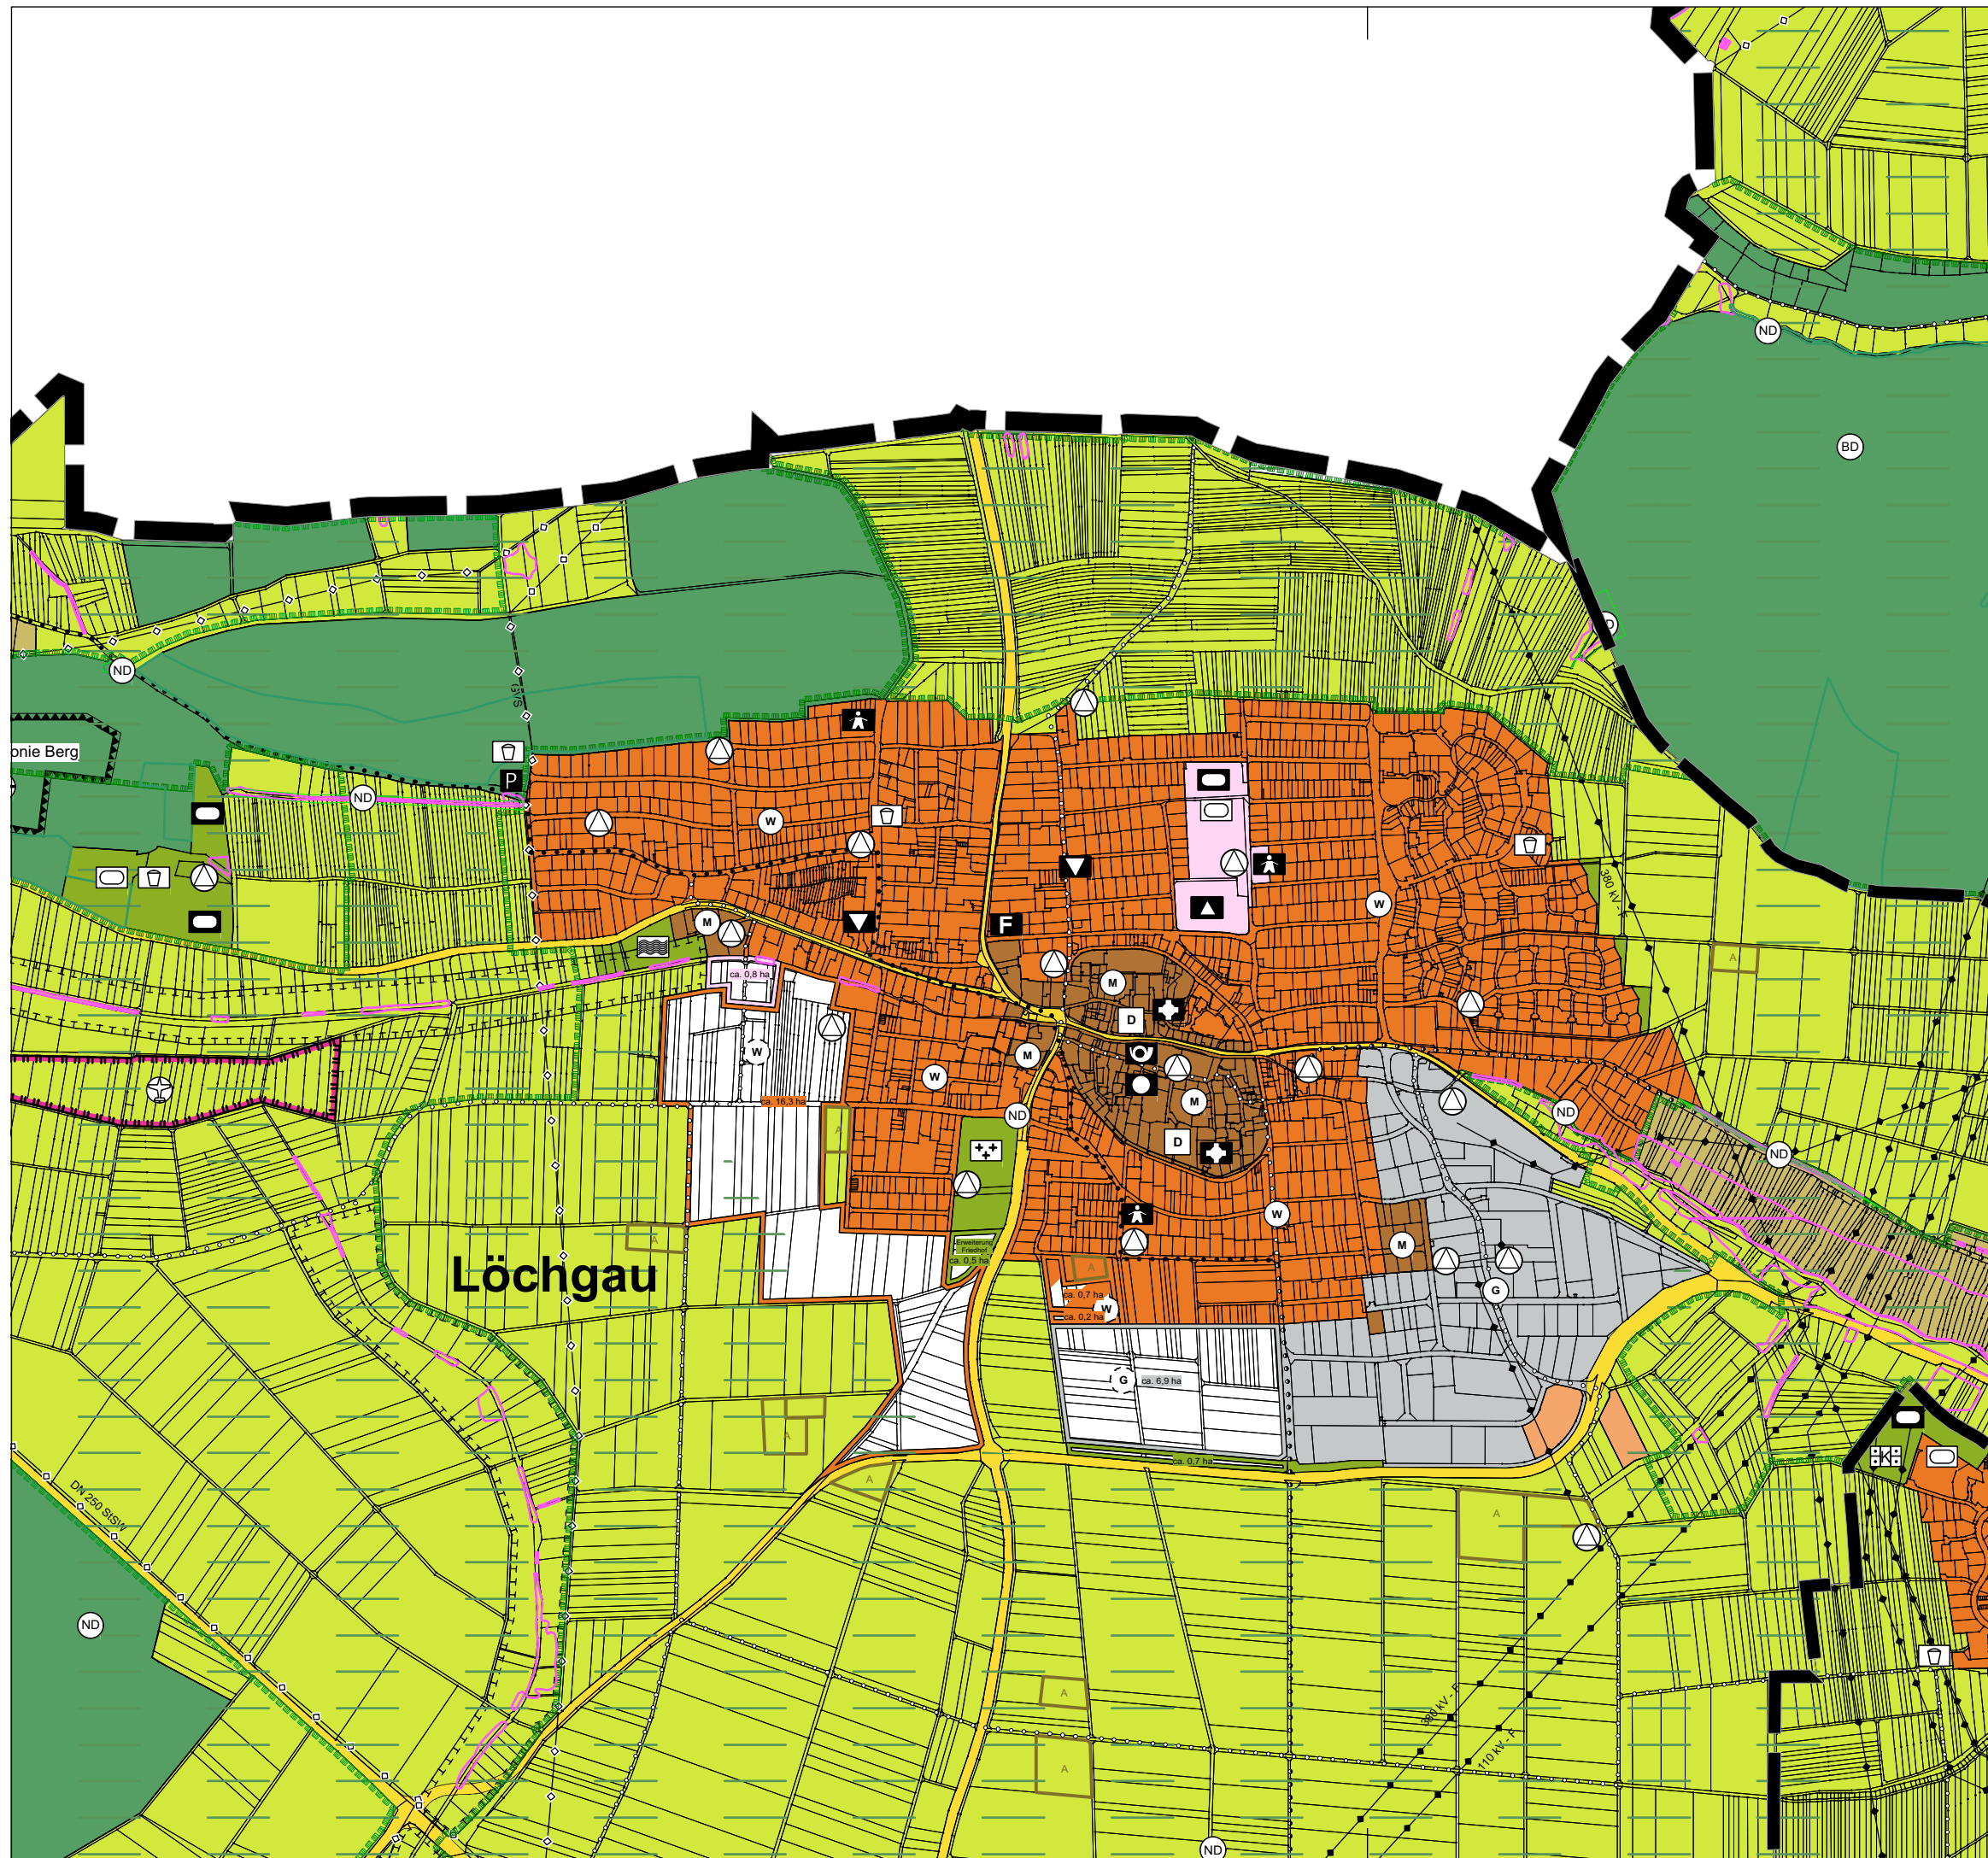 ND
BD
D
GVS
onie Berg
P
ND
ND
W
380 kV - F
W
M
F
A
ca. 0,8 ha
M
D
W
M
W
ca. 16,3 ha
M
ND
ND
A
D
ND
W
M
A
Erweiterung
Friedhof
ca. 0,5 ha
A
Löchgau
G
ca. 0,7 ha
W
ca. 0,2 ha
G
ca. 6,9 ha
A
K
ca. 0,7 ha
A
DN 250 StSW
A
ND
A
380 kV - F
110 kV - F
A
ND